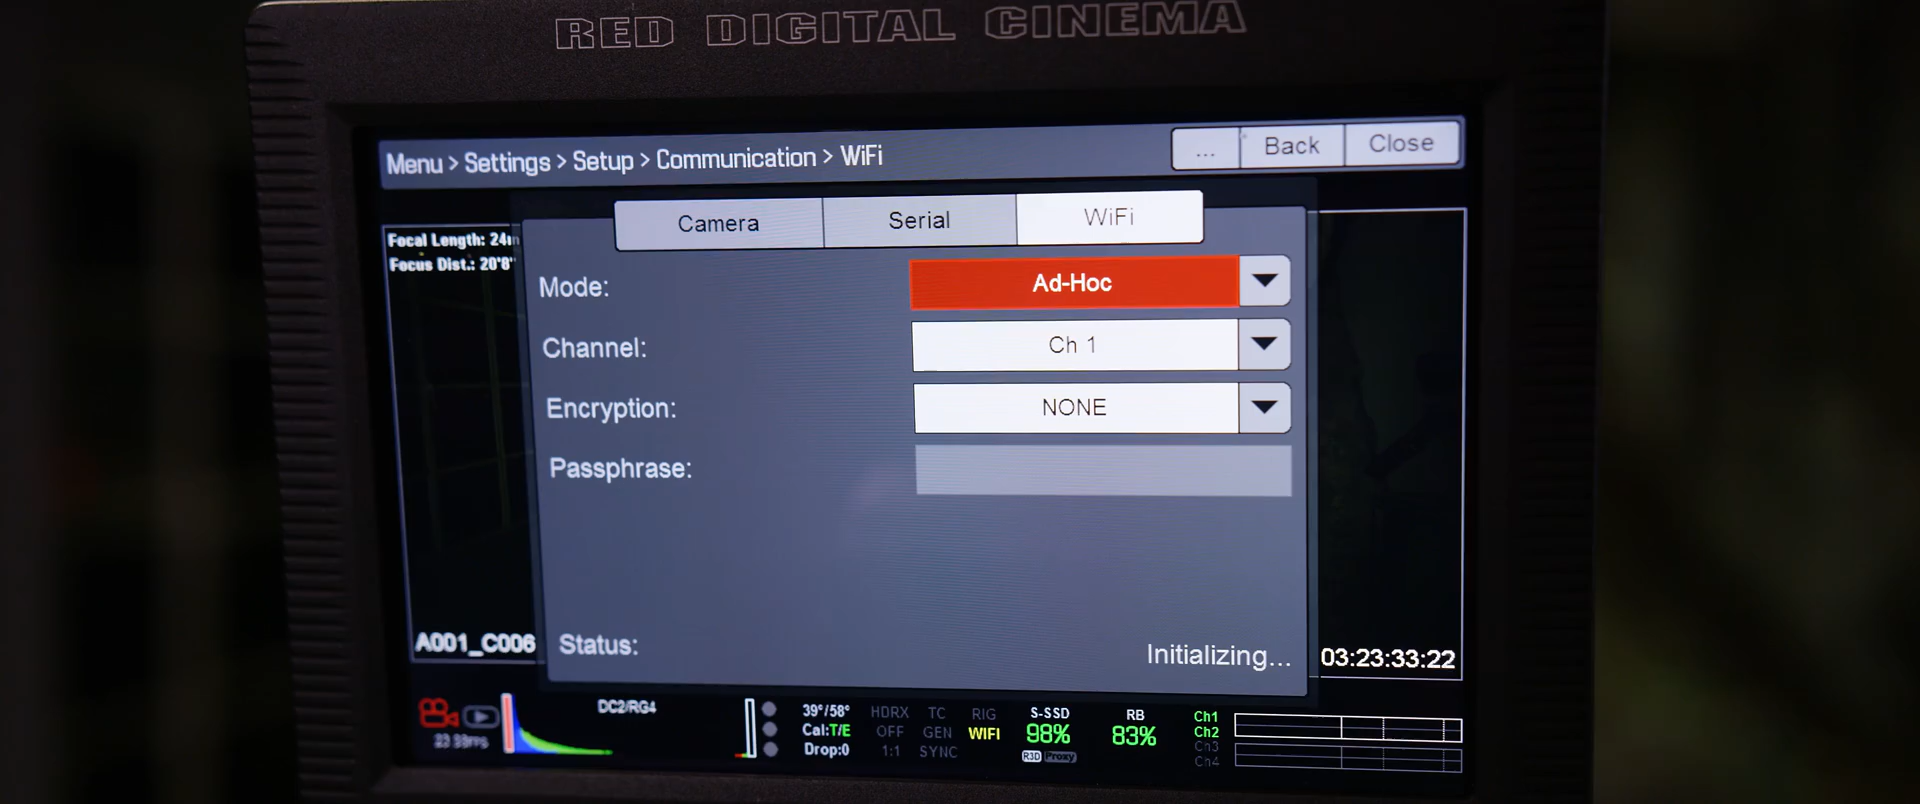 RED DIGITAL CINEMA
Menu > Settings > Setup > Communication > WiFi
... Back Close
Camera Serial WiFi
Focal Length: 24m
Focus Dist.: 20'8"
Mode: Ad-Hoc
Channel: Ch 1
Encryption: NONE
Passphrase:
A001_C006
Status: Initializing...
03:23:33:22
DC2/RG4
39°/58°
Cal:T/E
Drop:0
HDRX TC RIG
OFF GEN WIFI
1:1 SYNC
S-SSD
98%
R3D Proxy
RB
83%
Ch1
Ch2
Ch3
Ch4